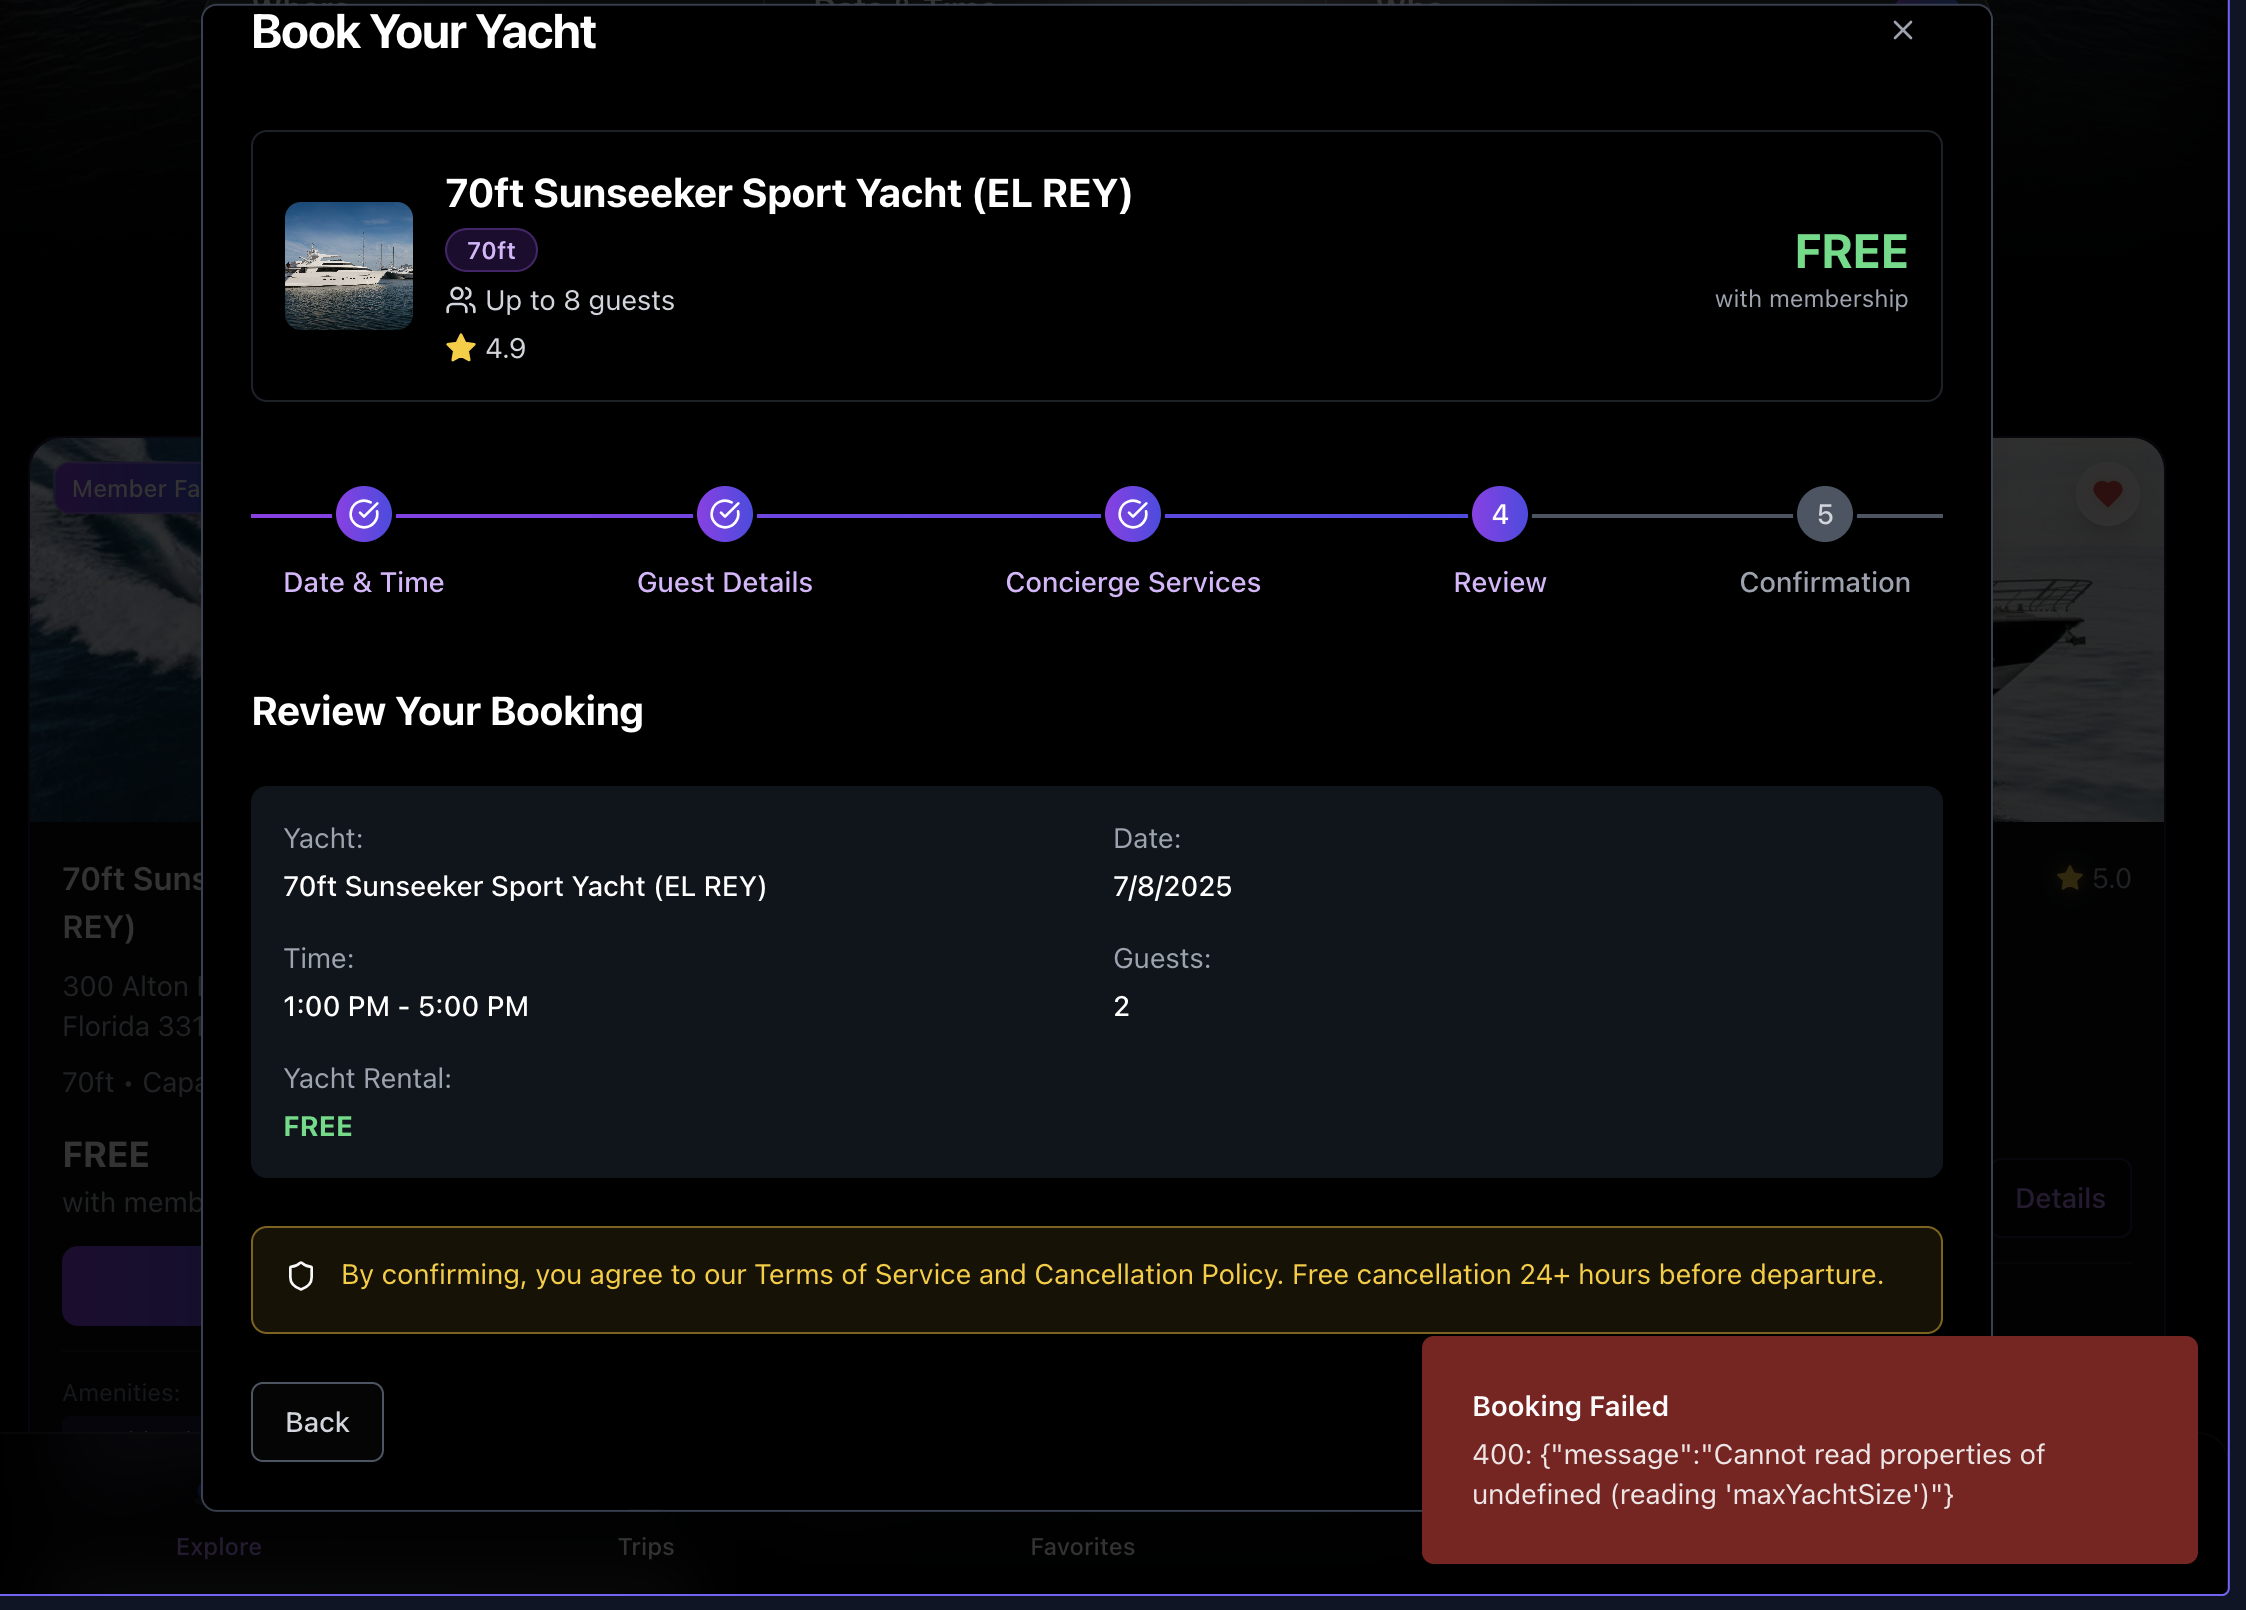 Book Your Yacht
70ft Sunseeker Sport Yacht (EL REY)
70ft
Up to 8 guests
4.9
FREE
with membership
Date & Time
Guest Details
Concierge Services
4
Review
5
Confirmation
Review Your Booking
Yacht:
70ft Sunseeker Sport Yacht (EL REY)
Date:
7/8/2025
Time:
1:00 PM - 5:00 PM
Guests:
2
Yacht Rental:
FREE
By confirming, you agree to our Terms of Service and Cancellation Policy. Free cancellation 24+ hours before departure.
Back
Booking Failed
400: {"message":"Cannot read properties of
undefined (reading 'maxYachtSize')"}
Member Fa
70ft Suns
REY)
300 Alton
Florida 331
70ft • Capa
FREE
with memb
Amenities:
5.0
Details
Explore
Trips
Favorites